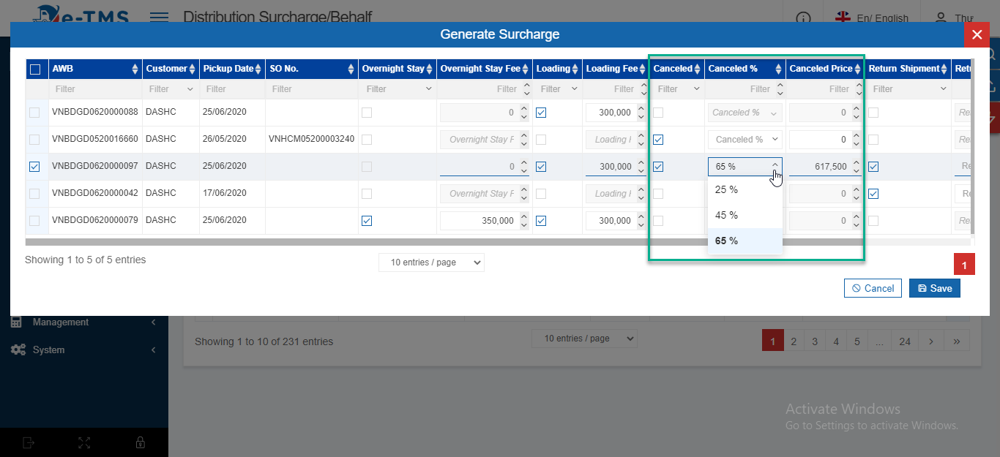 e-TMS Distribution Surcharge/Behalf En/ English
Generate Surcharge
AWB Customer Pickup Date SO No. Overnight Stay Overnight Stay Fee Loading Loading Fee Canceled Canceled % Canceled Price Return Shipment
Filter Filter Filter Filter Filter Filter Filter Filter Filter Filter Filter Filter
VNBDGD0620000088 DASHC 25/06/2020 0 300,000 Canceled % 0
VNBDGD0520016660 DASHC 26/05/2020 VNHCM05200003240 Overnight Stay F Loading Canceled % 0
VNBDGD0620000097 DASHC 25/06/2020 0 300,000 65 % 617,500
VNBDGD0620000042 DASHC 17/06/2020 Overnight Stay F Loading 25 % 0
VNBDGD0620000079 DASHC 25/06/2020 350,000 300,000 45 % 0
65 %
Showing 1 to 5 of 5 entries 10 entries / page 1
Cancel Save
Management
Showing 1 to 10 of 231 entries 10 entries / page 1 2 3 4 5 ... 24 › »
System
Activate Windows
Go to Settings to activate Windows.